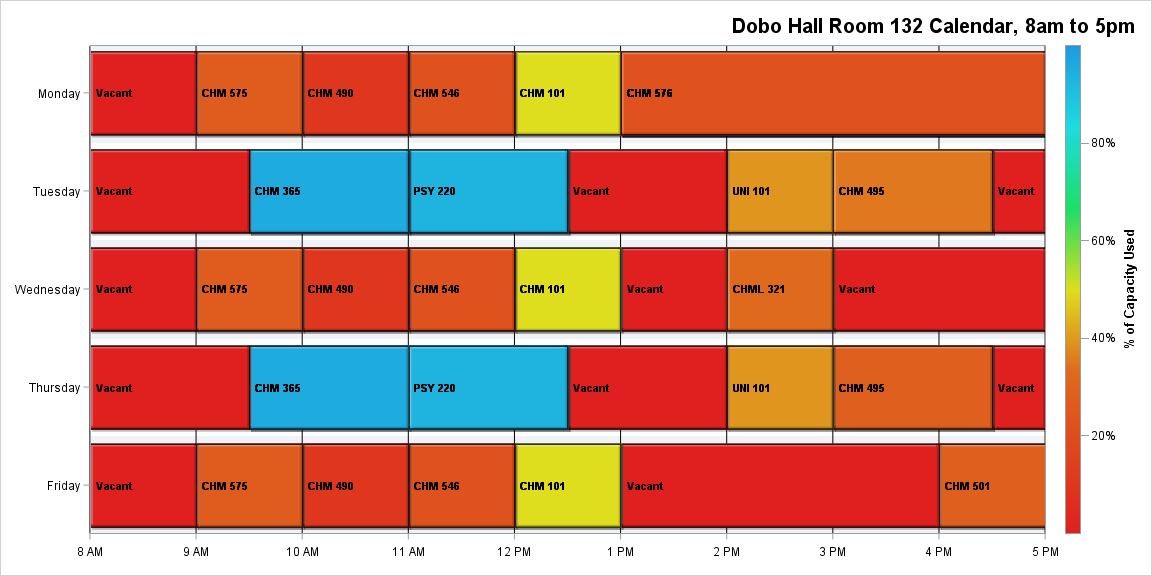 Dobo Hall Room 132 Calendar, 8am to 5pm
Monday Vacant CHM 575 CHM 490 CHM 546 CHM 101 CHM 576
Tuesday Vacant CHM 365 PSY 220 Vacant UNI 101 CHM 495 Vacant
Wednesday Vacant CHM 575 CHM 490 CHM 546 CHM 101 Vacant CHML 321 Vacant
Thursday Vacant CHM 365 PSY 220 Vacant UNI 101 CHM 495 Vacant
Friday Vacant CHM 575 CHM 490 CHM 546 CHM 101 Vacant CHM 501
8 AM 9 AM 10 AM 11 AM 12 PM 1 PM 2 PM 3 PM 4 PM 5 PM
80%
60%
40%
20%
% of Capacity Used